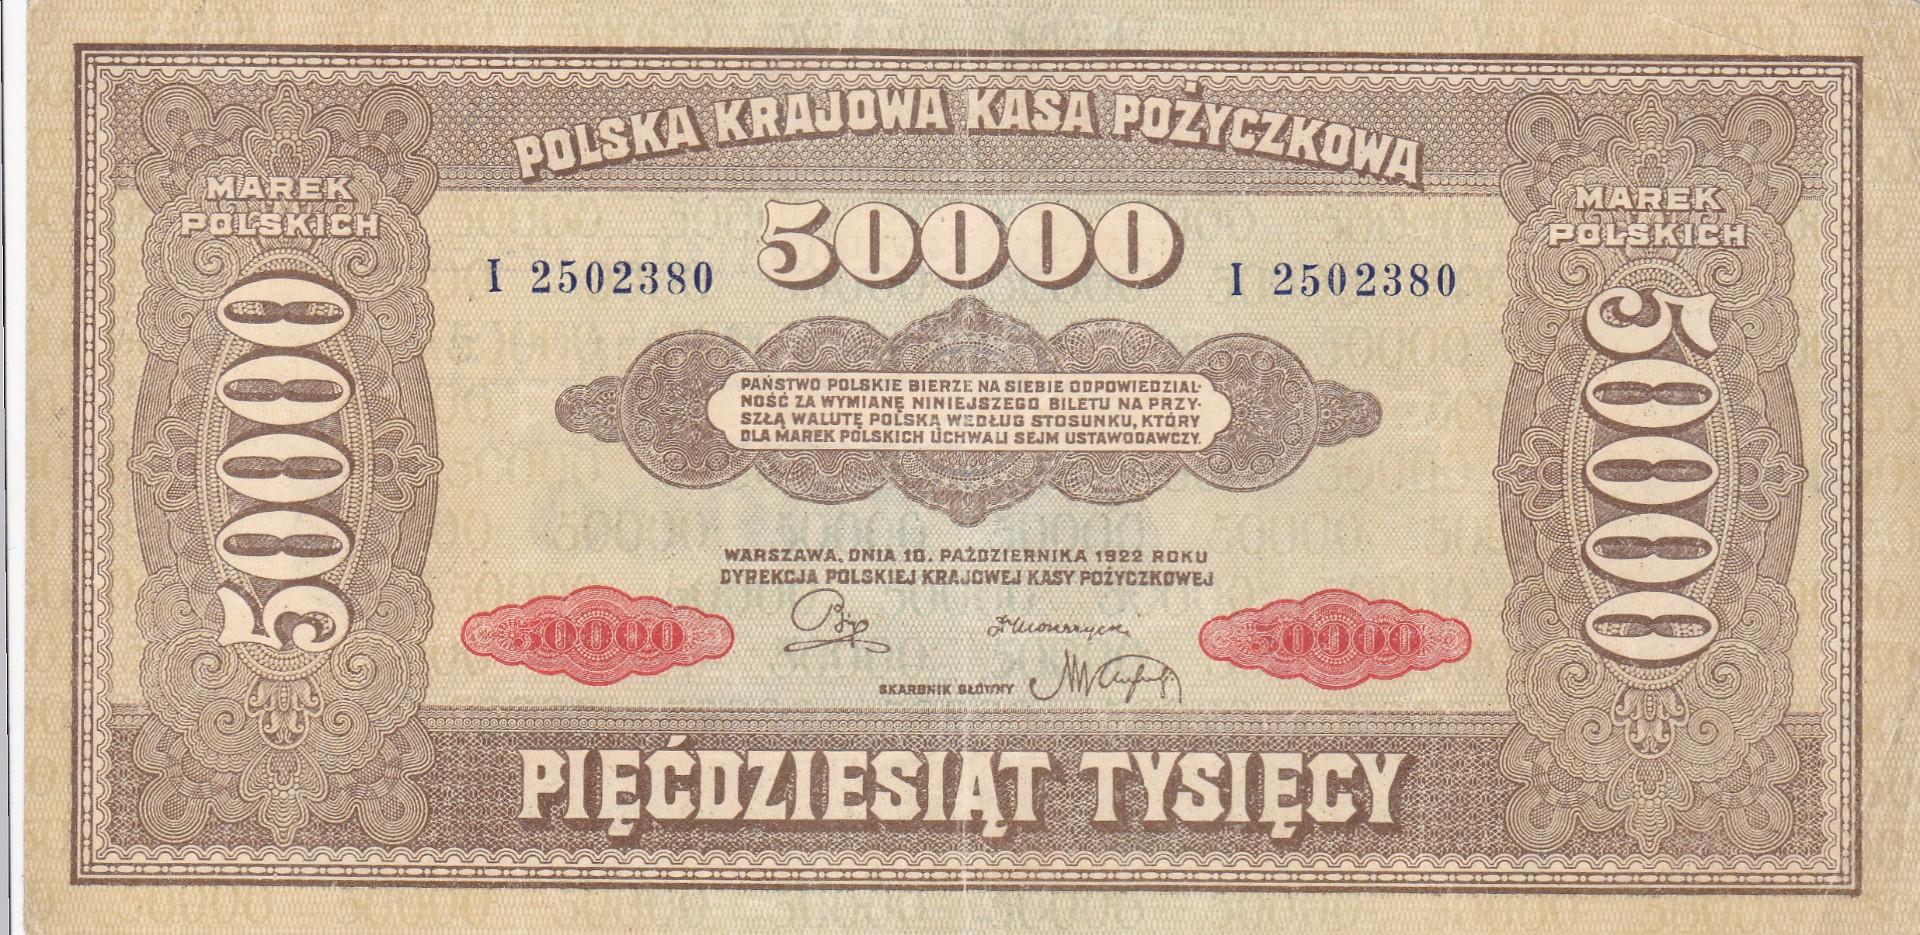 POLSKA KRAJOWA KASA POŻYCZKOWA
MAREK
POLSKICH
50000
MAREK
POLSKICH
50000
I 2502380
I 2502380
50000
PAŃSTWO POLSKIE BIERZE NA SIEBIE ODPOWIEDZIAL-
NOŚĆ ZA WYMIANĘ NINIEJSZEGO BILETU NA PRZY-
SZŁĄ WALUTĘ POLSKĄ WEDŁUG STOSUNKU, KTÓRY
DLA MAREK POLSKICH UCHWALI SEJM USTAWODAWCZY.
WARSZAWA, DNIA 10. PAŹDZIERNIKA 1922 ROKU
DYREKCJA POLSKIEJ KRAJOWEJ KASY POŻYCZKOWEJ
50000
50000
SKARBNIK GŁÓWNY
PIĘĆDZIESIĄT TYSIĘCY